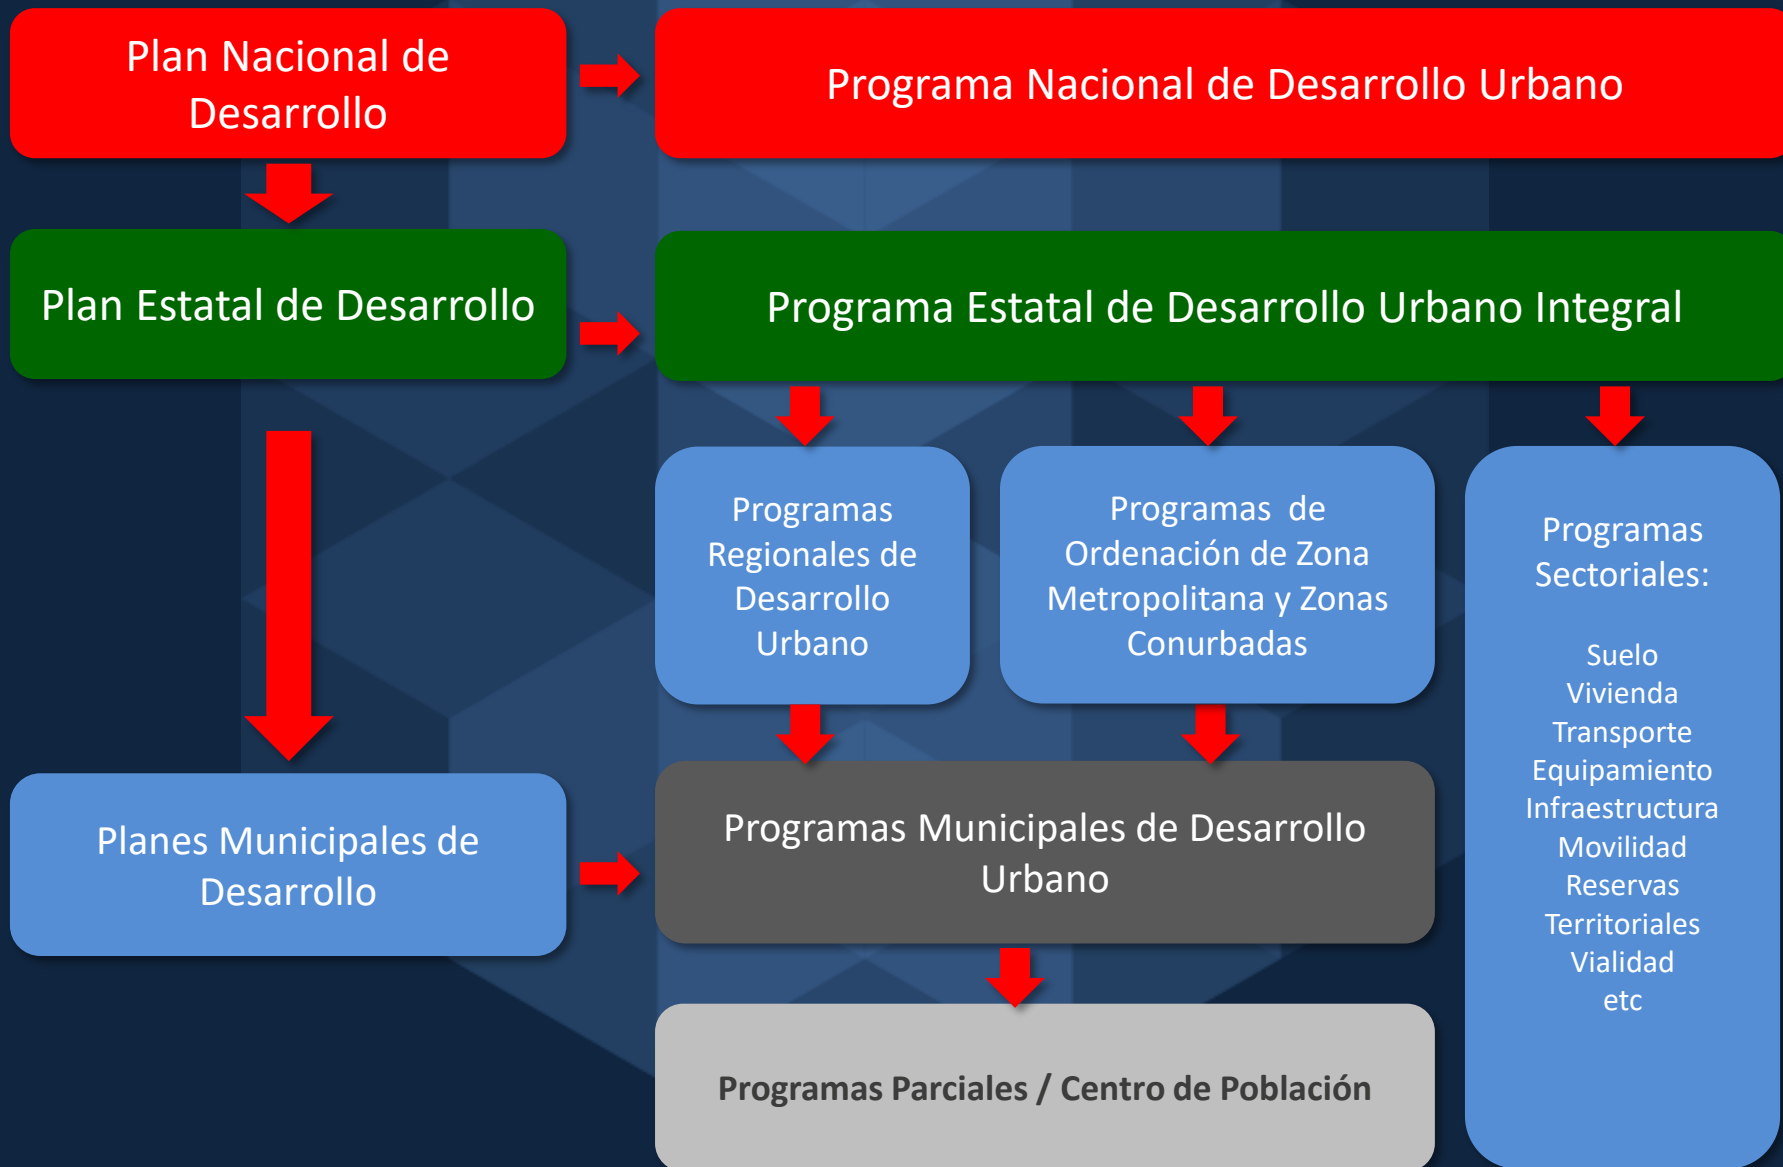 Plan Nacional de
Desarrollo
Programa Nacional de Desarrollo Urbano
Plan Estatal de Desarrollo
Programa Estatal de Desarrollo Urbano Integral
Programas
Regionales de
Desarrollo
Urbano
Programas de
Ordenación de Zona
Metropolitana y Zonas
Conurbadas
Programas
Sectoriales:
Suelo
Vivienda
Transporte
Equipamiento
Infraestructura
Movilidad
Reservas
Territoriales
Vialidad
etc
Planes Municipales de
Desarrollo
Programas Municipales de Desarrollo
Urbano
Programas Parciales / Centro de Población